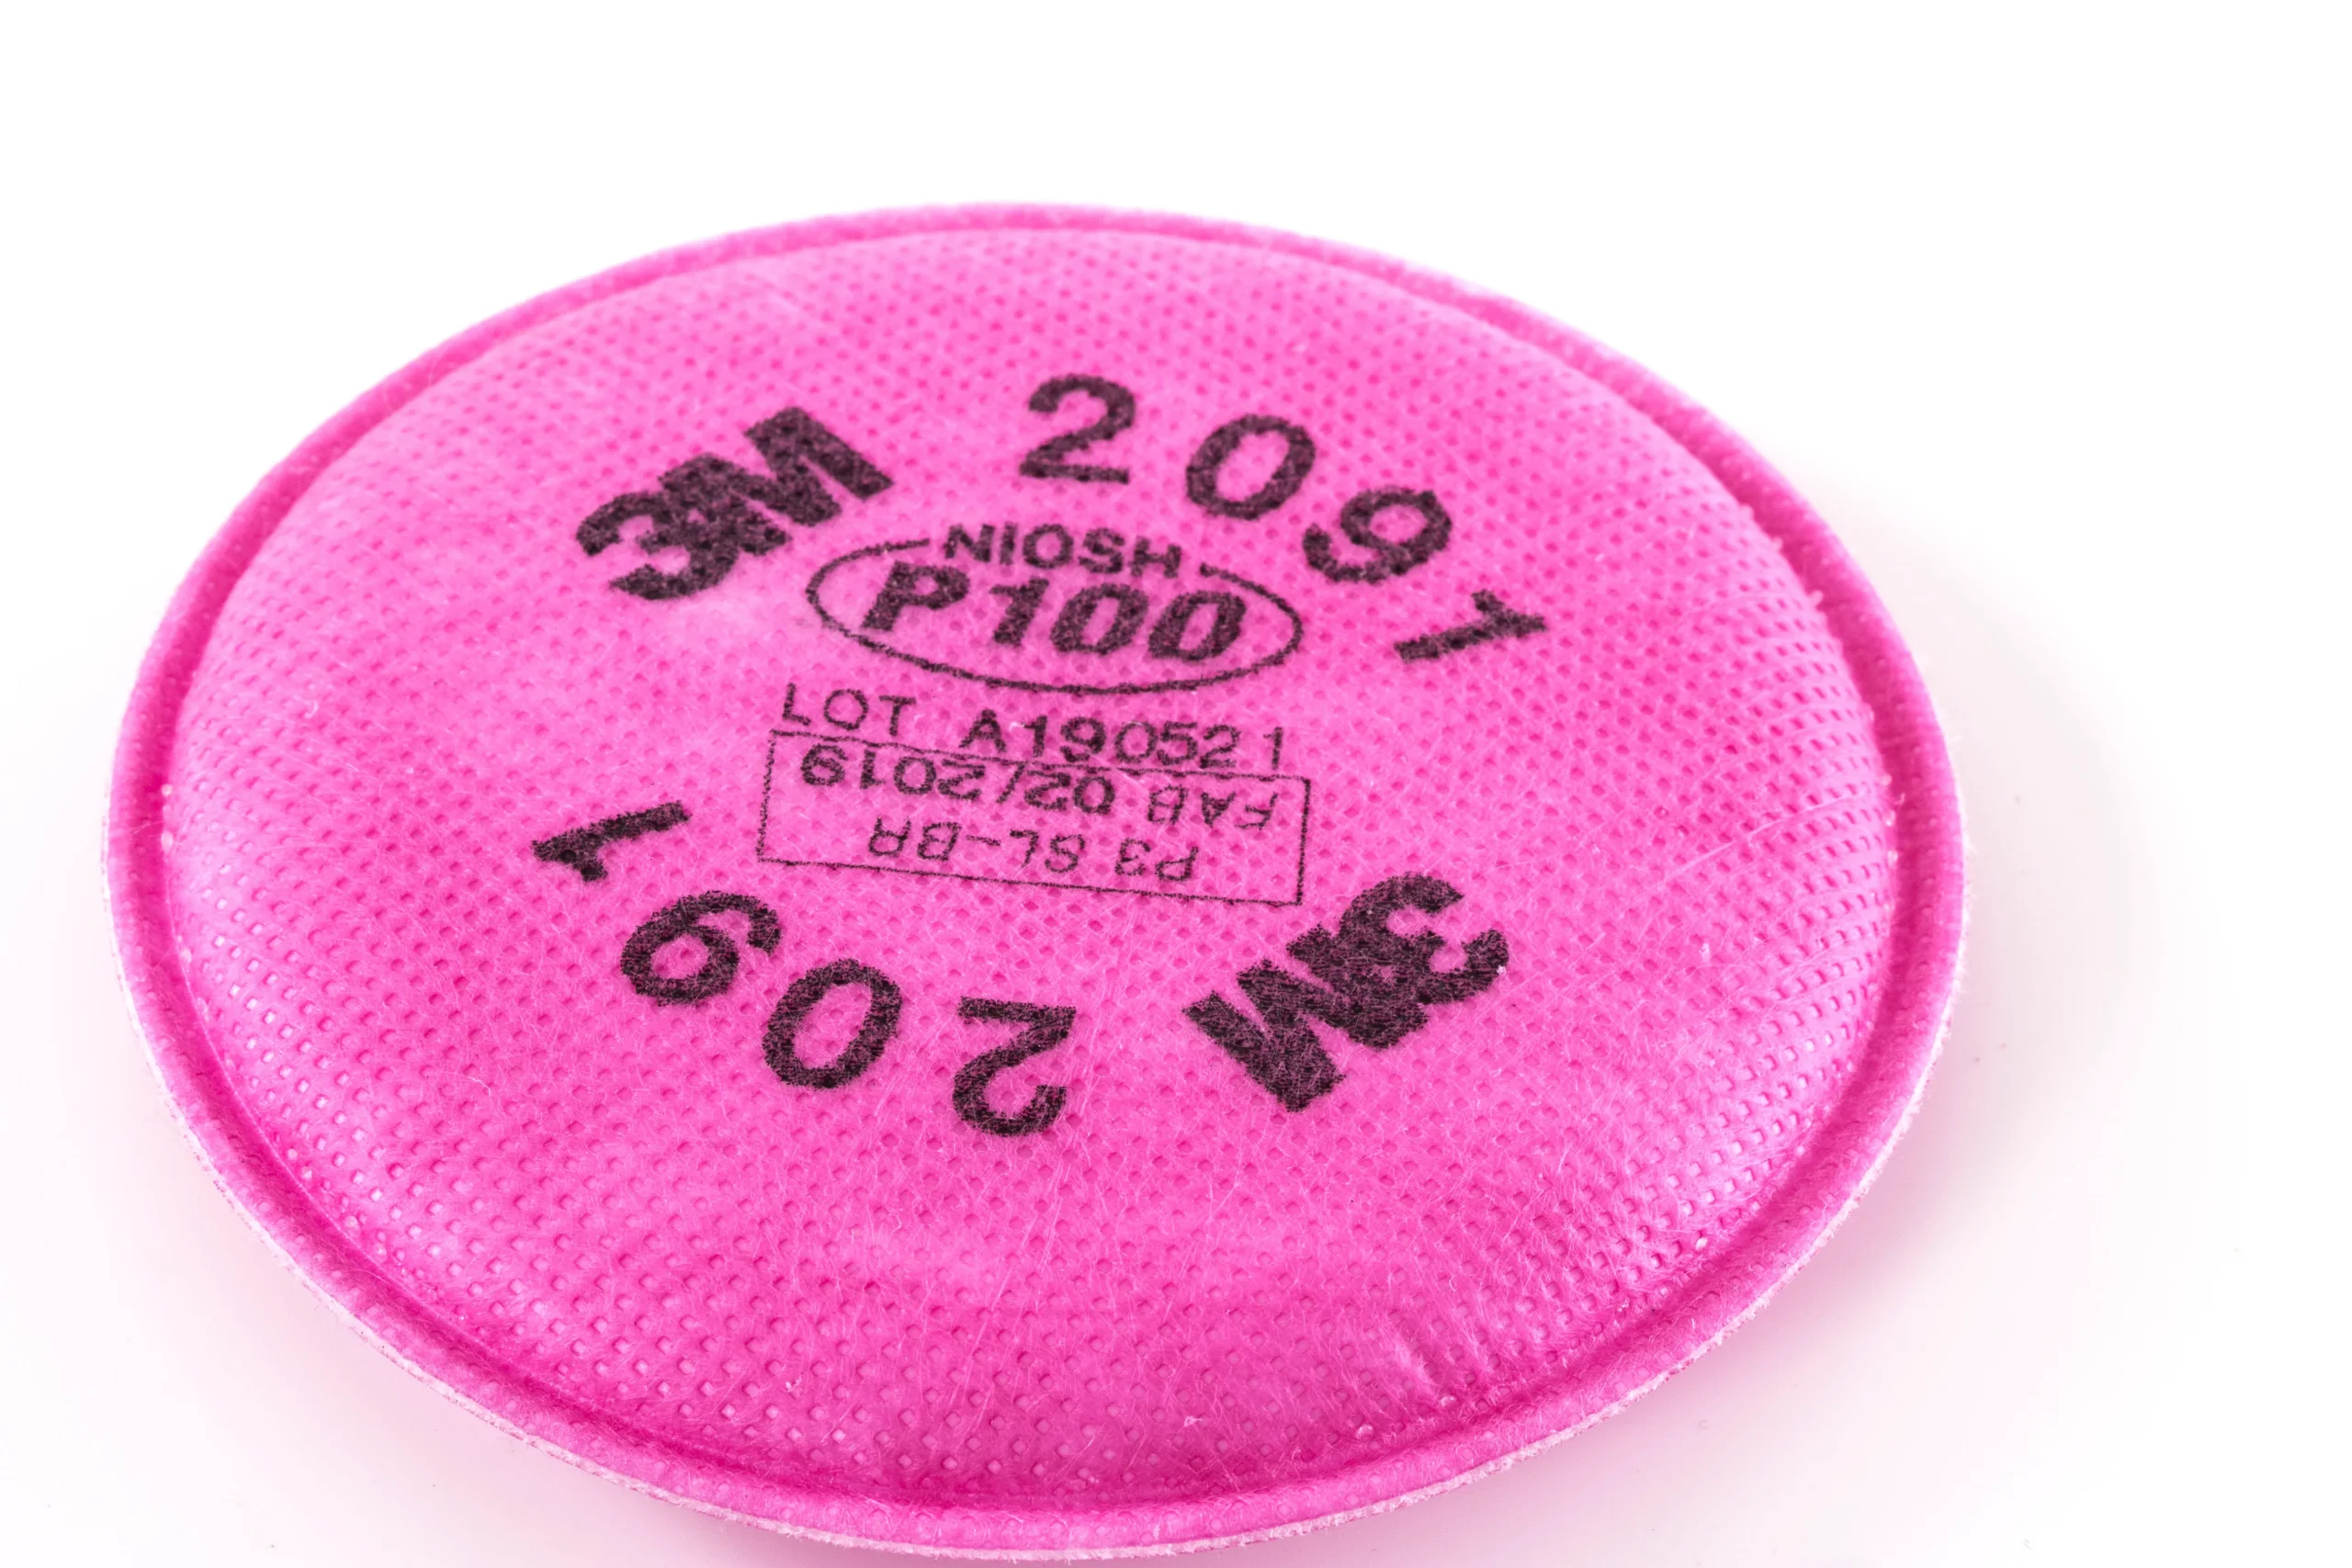 3M 2091
NIOSH
P100
LOT A190521
P3 SL-BR
FAB 02/2019
3M 2091